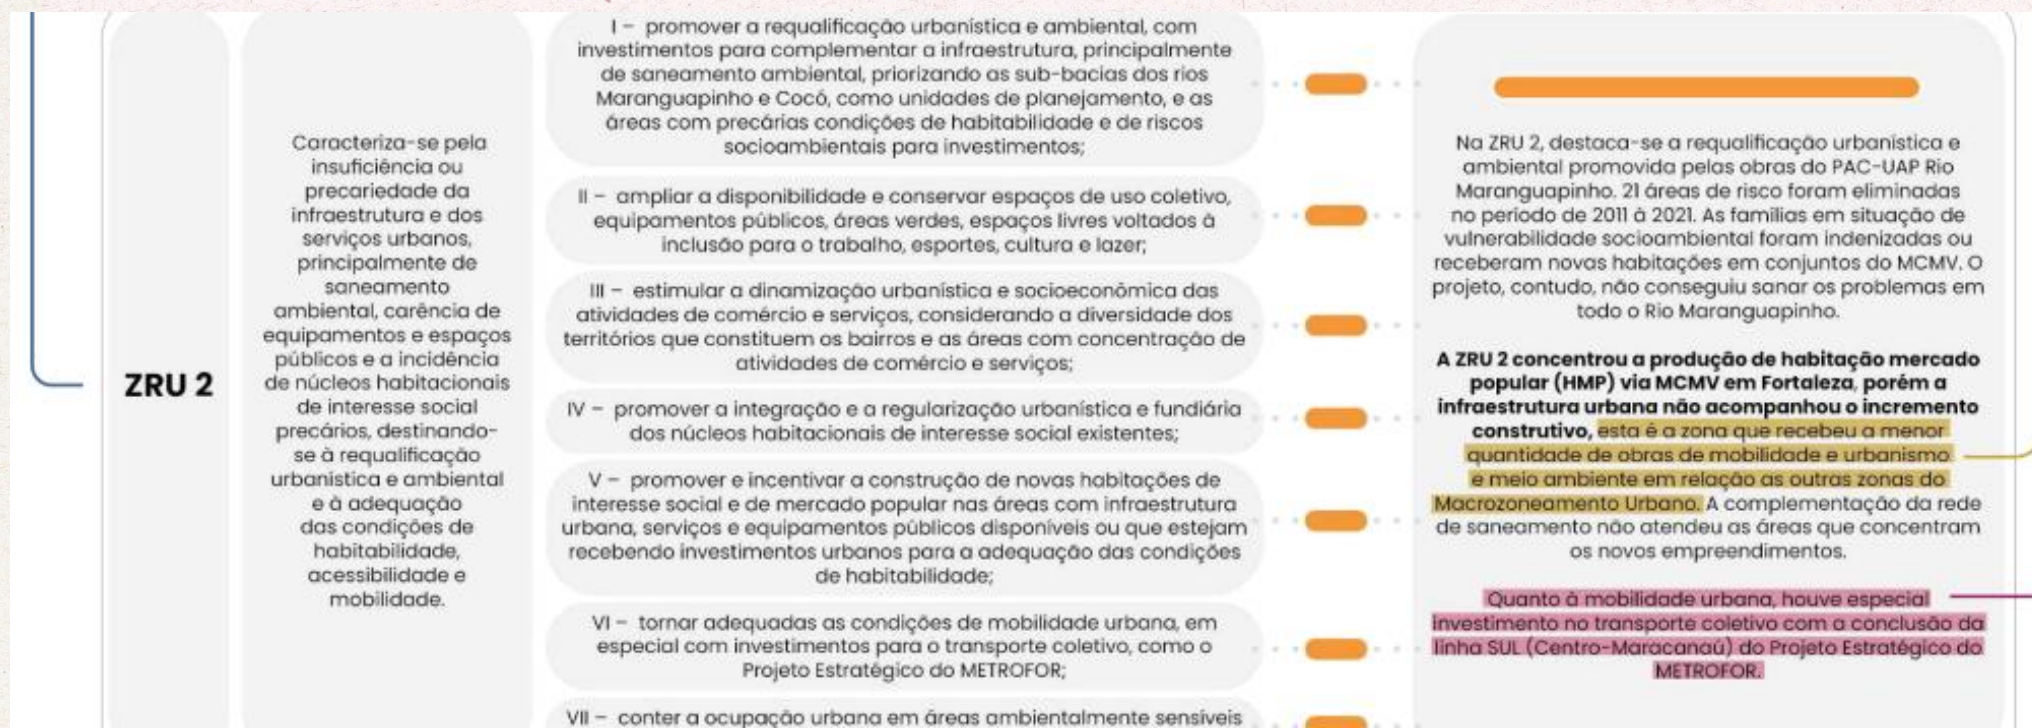 ZRU 2
Caracteriza-se pela
insuficiência ou
precariedade da
infraestrutura e dos
serviços urbanos,
principalmente de
saneamento
ambiental, carência de
equipamentos e espaços
públicos e a incidência
de núcleos habitacionais
de interesse social
precários, destinando-
se à requalificação
urbanística e ambiental
e à adequação
das condições de
habitabilidade,
acessibilidade e
mobilidade.
I – promover a requalificação urbanística e ambiental, com
investimentos para complementar a infraestrutura, principalmente
de saneamento ambiental, priorizando as sub-bacias dos rios
Maranguapinho e Cocó, como unidades de planejamento, e as
áreas com precárias condições de habitabilidade e de riscos
socioambientais para investimentos;
II – ampliar a disponibilidade e conservar espaços de uso coletivo,
equipamentos públicos, áreas verdes, espaços livres voltados à
inclusão para o trabalho, esportes, cultura e lazer;
III – estimular a dinamização urbanística e socioeconômica das
atividades de comércio e serviços, considerando a diversidade dos
territórios que constituem os bairros e as áreas com concentração de
atividades de comércio e serviços;
IV – promover a integração e a regularização urbanística e fundiária
dos núcleos habitacionais de interesse social existentes;
V – promover e incentivar a construção de novas habitações de
interesse social e de mercado popular nas áreas com infraestrutura
urbana, serviços e equipamentos públicos disponíveis ou que estejam
recebendo investimentos urbanos para a adequação das condições
de habitabilidade;
VI – tornar adequadas as condições de mobilidade urbana, em
especial com investimentos para o transporte coletivo, como o
Projeto Estratégico do METROFOR;
VII – conter a ocupação urbana em áreas ambientalmente sensíveis
Na ZRU 2, destaca-se a requalificação urbanística e
ambiental promovida pelas obras do PAC-UAP Rio
Maranguapinho. 21 áreas de risco foram eliminadas
no período de 2011 à 2021. As famílias em situação de
vulnerabilidade socioambiental foram indenizadas ou
receberam novas habitações em conjuntos do MCMV. O
projeto, contudo, não conseguiu sanar os problemas em
todo o Rio Maranguapinho.
A ZRU 2 concentrou a produção de habitação mercado
popular (HMP) via MCMV em Fortaleza, porém a
infraestrutura urbana não acompanhou o incremento
construtivo, esta é a zona que recebeu a menor
quantidade de obras de mobilidade e urbanismo
e meio ambiente em relação as outras zonas do
Macrozoneamento Urbano. A complementação da rede
de saneamento não atendeu as áreas que concentram
os novos empreendimentos.
Quanto à mobilidade urbana, houve especial
investimento no transporte coletivo com a conclusão da
linha SUL (Centro-Maracanaú) do Projeto Estratégico do
METROFOR.